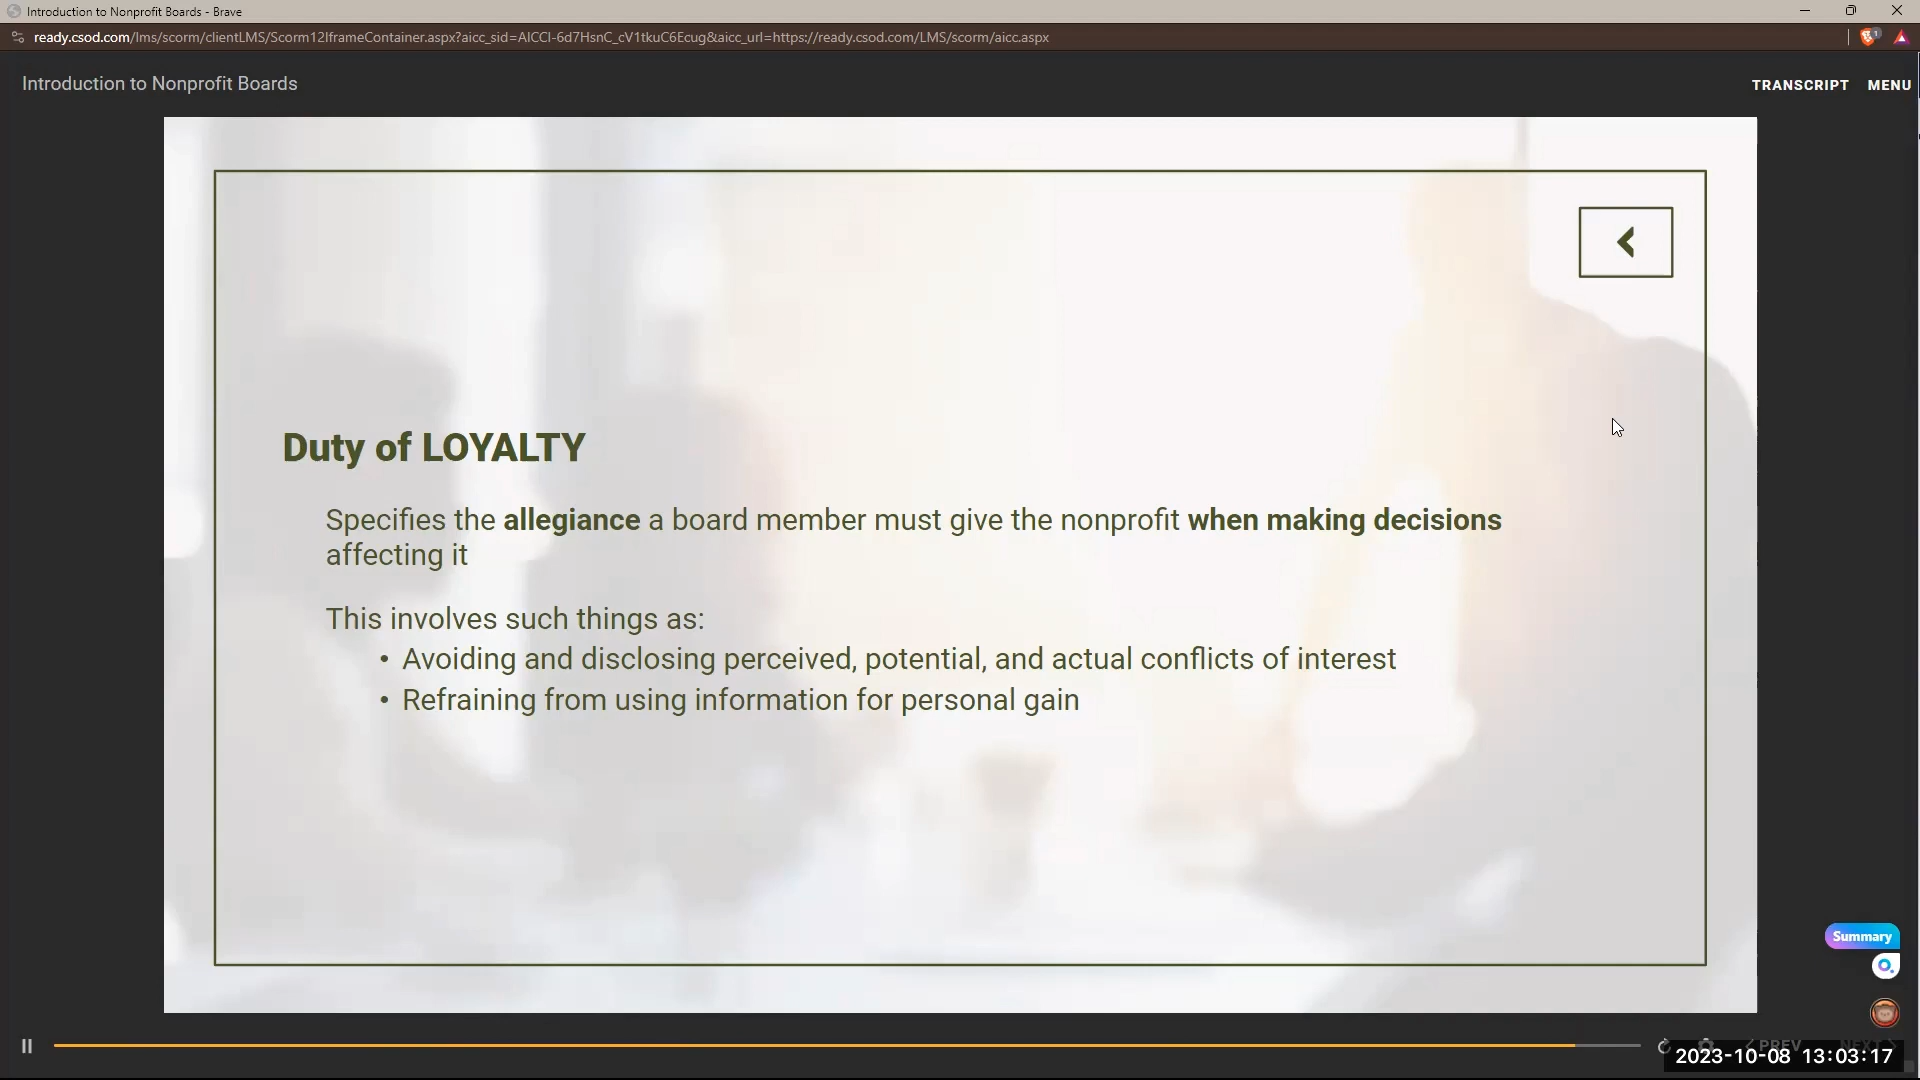 Introduction to Nonprofit Boards - Brave
ready.csod.com/lms/scorm/clientLMS/Scorm12IframeContainer.aspx?aicc_sid=AICCI-6d7HsnC_cV1tkuC6Ecug&aicc_url=https://ready.csod.com/LMS/scorm/aicc.aspx
1
Introduction to Nonprofit Boards
TRANSCRIPT MENU
Duty of LOYALTY
Specifies the allegiance a board member must give the nonprofit when making decisions
affecting it
This involves such things as:
• Avoiding and disclosing perceived, potential, and actual conflicts of interest
• Refraining from using information for personal gain
Summary
PREV NEXT
2023-10-08 13:03:17